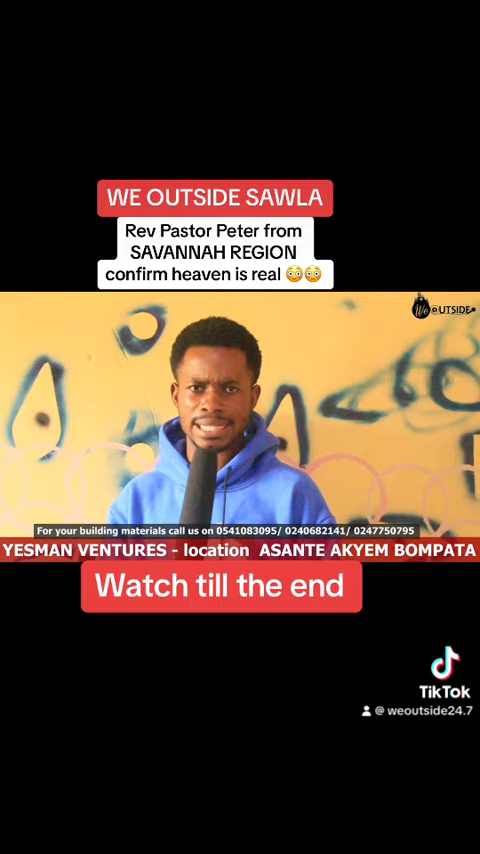 WE OUTSIDE SAWLA
Rev Pastor Peter from
SAVANNAH REGION
confirm heaven is real 😳😳
We OUTSIDE
For your building materials call us on 0541083095/ 0240682141/ 0247750795
YESMAN VENTURES - location ASANTE AKYEM BOMPATA
Watch till the end
TikTok
@ weoutside24.7